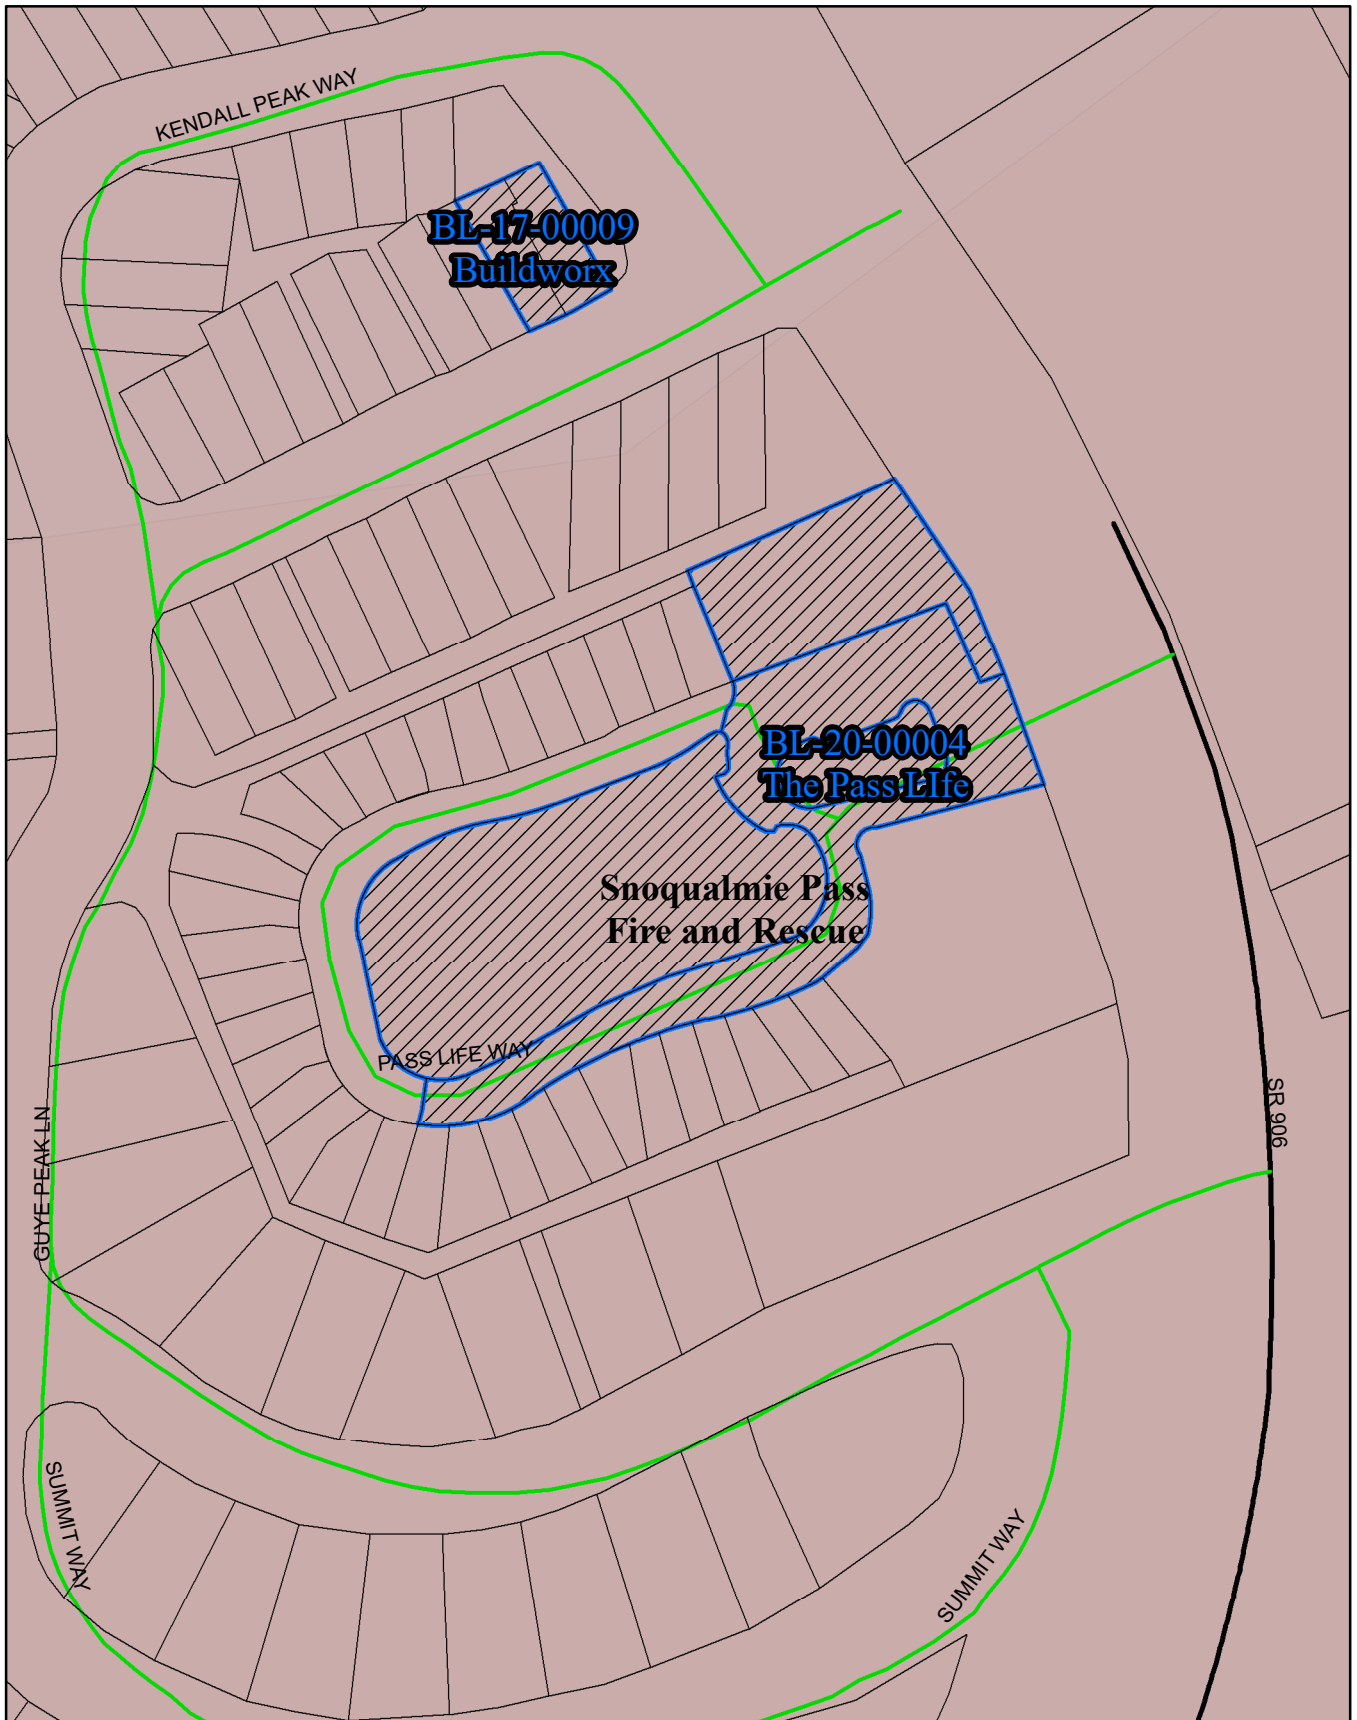 KENDALL PEAK WAY
BL-17-00009
Buildworx
BL-20-00004
The Pass LIfe
Snoqualmie Pass
Fire and Rescue
PASS LIFE WAY
GUYE PEAK LN
SR 906
SUMMIT WAY
SUMMIT WAY